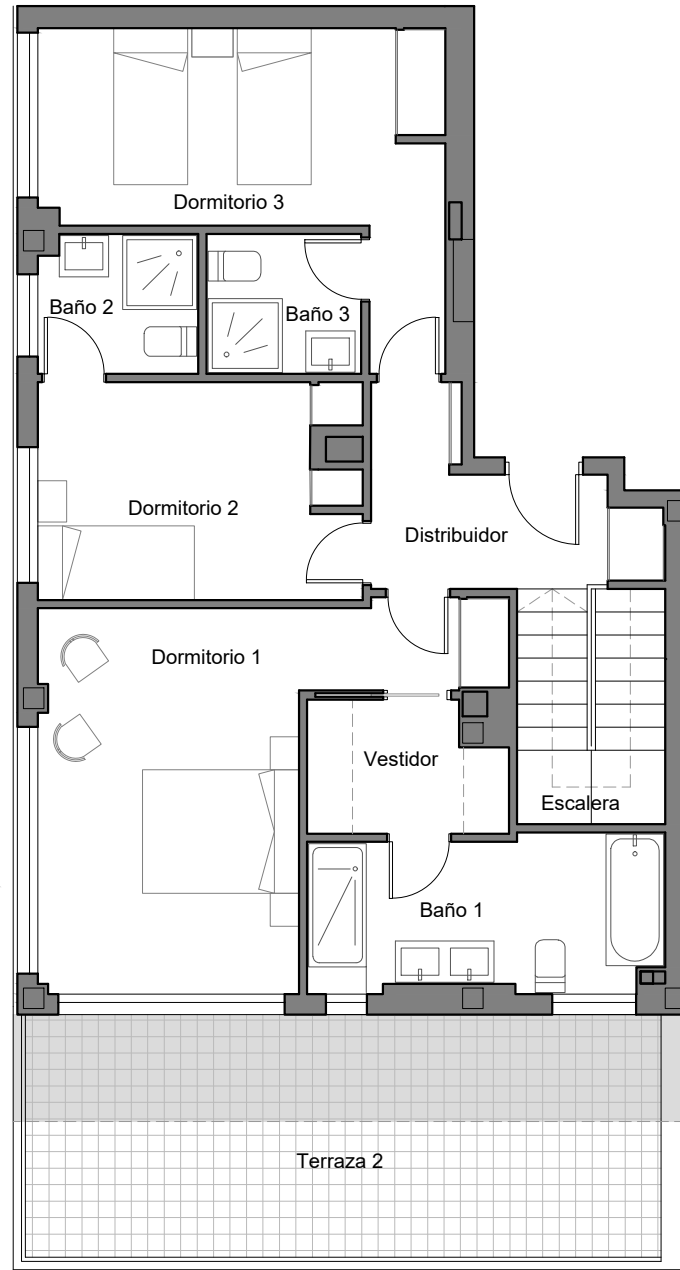 Dormitorio 3
Baño 2
Baño 3
Dormitorio 2
Distribuidor
Dormitorio 1
Vestidor
Escalera
Baño 1
Terraza 2